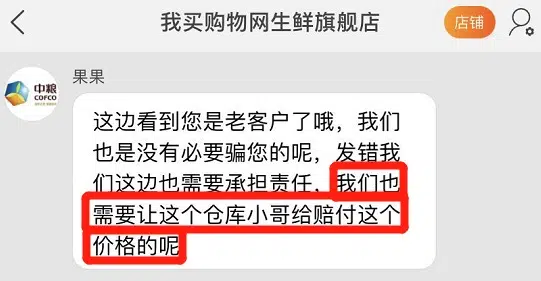 我买购物网生鲜旗舰店
店铺
果果
中粮
COFCO
这边看到您是老客户了哦，我们
也是没有必要骗您的呢，发错我
们这边也需要承担责任，我们也
需要让这个仓库小哥给赔付这个
价格的呢